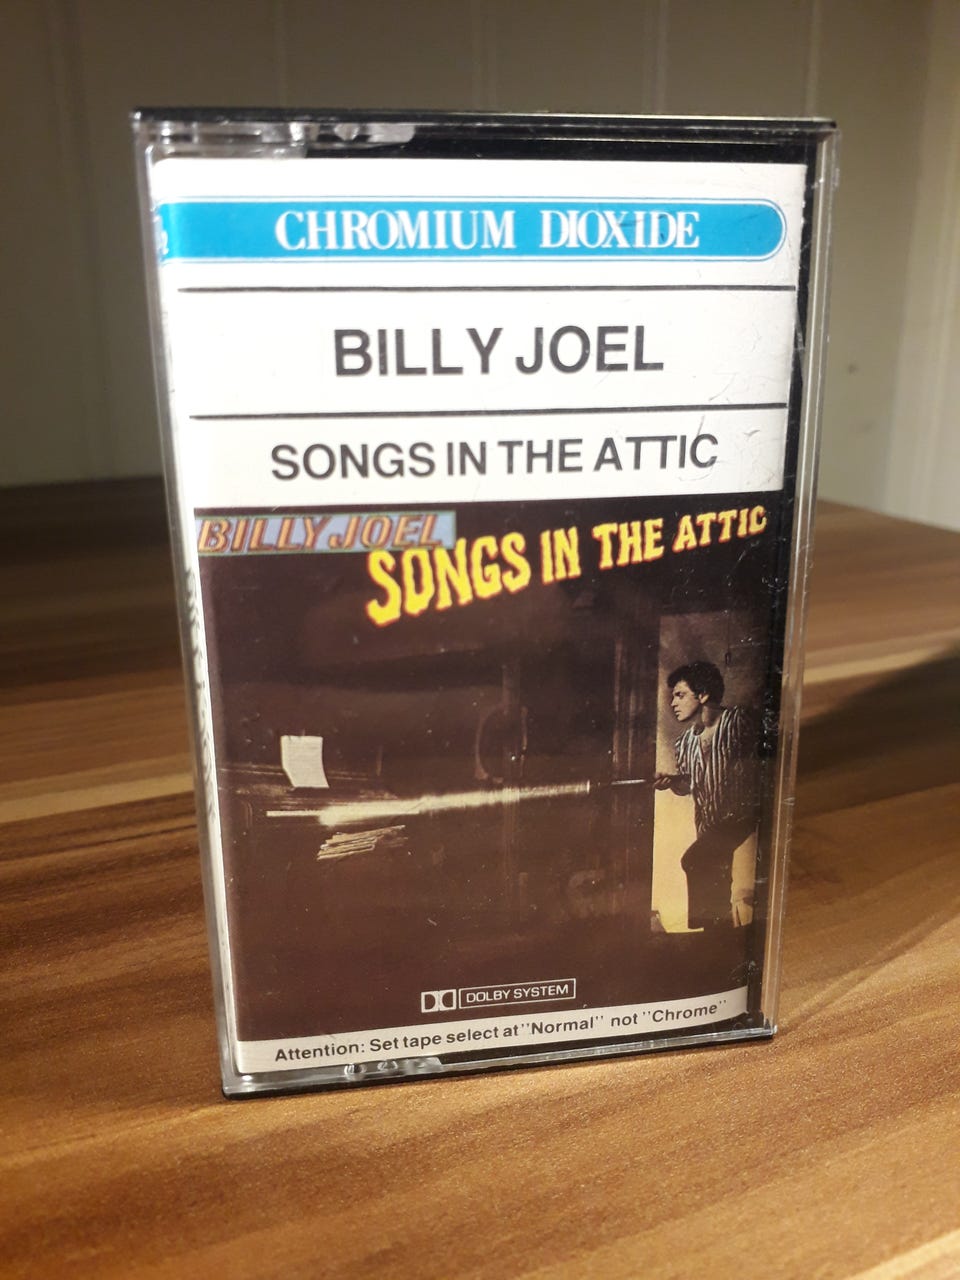 CHROMIUM DIOXIDE
BILLY JOEL
SONGS IN THE ATTIC
BILLY JOEL
SONGS IN THE ATTIC
DOLBY SYSTEM
Attention: Set tape select at "Normal" not "Chrome"